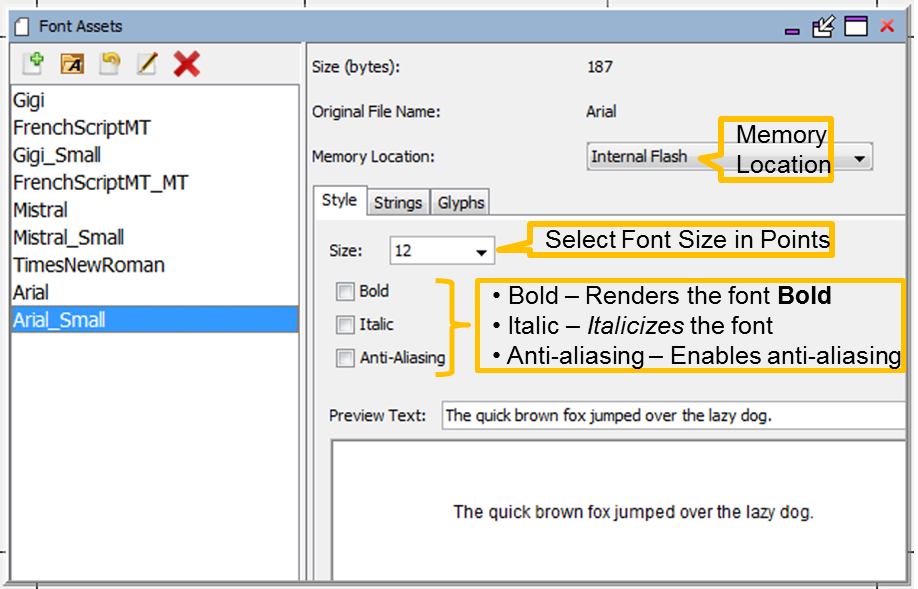 Font Assets
Gigi
FrenchScriptMT
Gigi_Small
FrenchScriptMT_MT
Mistral
Mistral_Small
TimesNewRoman
Arial
Arial_Small
Size (bytes): 187
Original File Name: Arial
Memory Location: Internal Flash
Memory
Location
Style Strings Glyphs
Size: 12
Select Font Size in Points
Bold
Italic
Anti-Aliasing
• Bold – Renders the font Bold
• Italic – Italicizes the font
• Anti-aliasing – Enables anti-aliasing
Preview Text: The quick brown fox jumped over the lazy dog.
The quick brown fox jumped over the lazy dog.